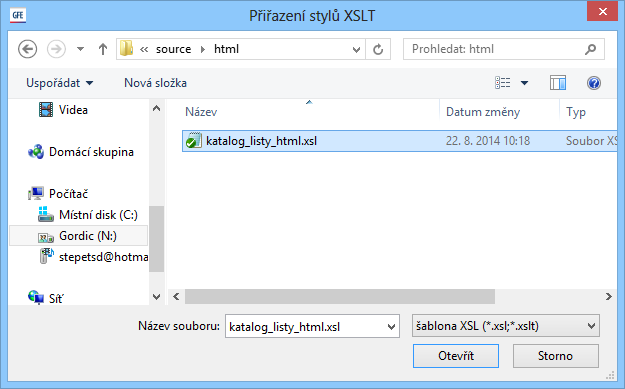 GFE
Přiřazení stylů XSLT
« source html
Prohledat: html
Uspořádat
Nová složka
Název
Datum změny
Typ
Videa
katalog_listy_html.xsl
22. 8. 2014 10:18
Soubor XS
Domácí skupina
Počítač
Místní disk (C:)
Gordic (N:)
stepetsd@hotma
Síť
Název souboru:
katalog_listy_html.xsl
šablona XSL (*.xsl;*.xslt)
Otevřít
Storno